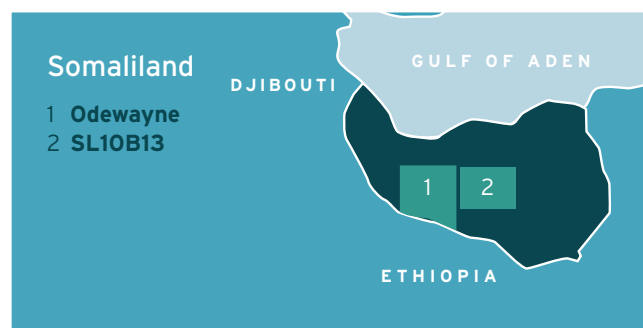 Somaliland
1 Odewayne
2 SL10B13
DJIBOUTI
GULF OF ADEN
1
2
ETHIOPIA